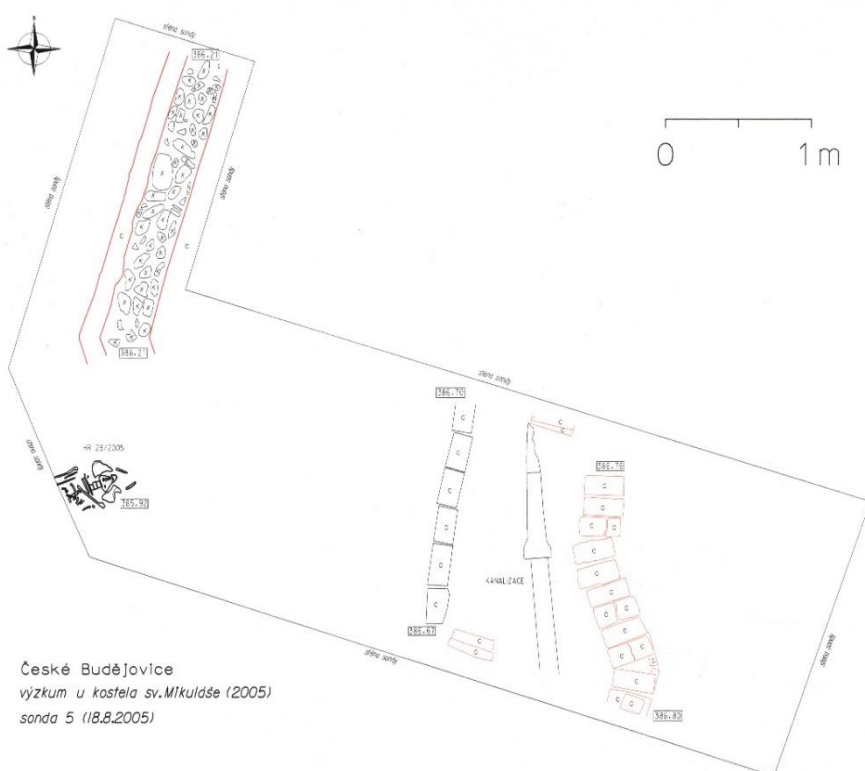 stěna sondy
386.21
0 1m
stěna sondy
stěna sondy
C
C
386.21
stěna sondy
386.70
HR 29/2005
stěna sondy
386.78
385.92
KANALIZACE
386.67
stěna sondy
stěna sondy
386.80
České Budějovice
výzkum u kostela sv.Mikuláše (2005)
sonda 5 (18.8.2005)